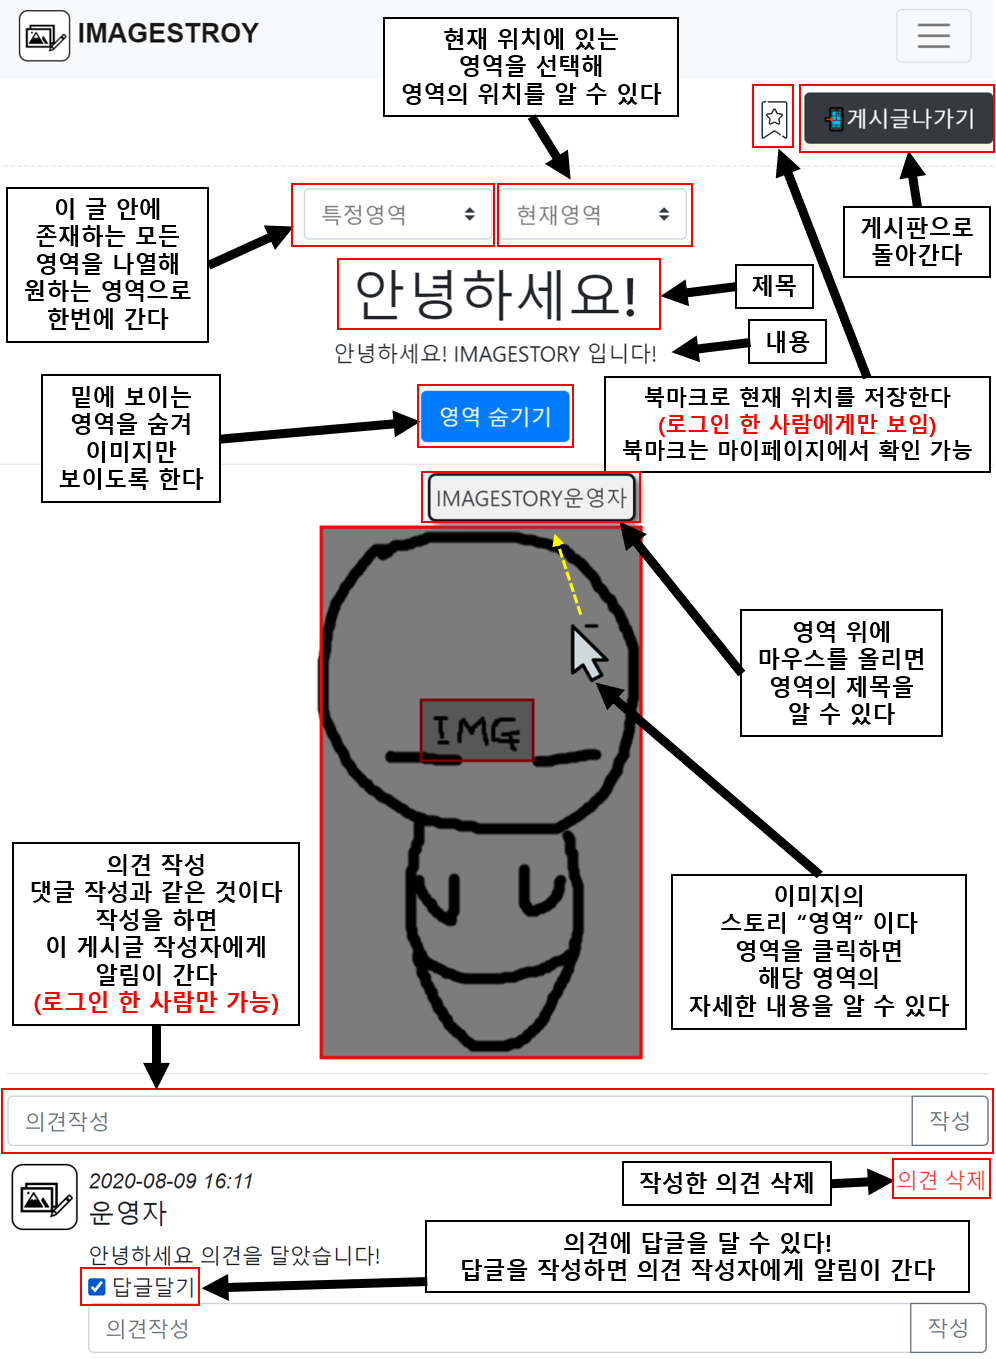 IMAGESTROY
현재 위치에 있는
영역을 선택해
영역의 위치를 알 수 있다
게시글나가기
이 글 안에
존재하는 모든
영역을 나열해
원하는 영역으로
한번에 간다
특정영역
현재영역
게시판으로
돌아간다
안녕하세요!
제목
안녕하세요! IMAGESTORY 입니다!
내용
밑에 보이는
영역을 숨겨
이미지만
보이도록 한다
영역 숨기기
북마크로 현재 위치를 저장한다
(로그인 한 사람에게만 보임)
북마크는 마이페이지에서 확인 가능
IMAGESTORY운영자
영역 위에
마우스를 올리면
영역의 제목을
알 수 있다
IMG
의견 작성
댓글 작성과 같은 것이다
작성을 하면
이 게시글 작성자에게
알림이 간다
(로그인 한 사람만 가능)
이미지의
스토리 “영역” 이다
영역을 클릭하면
해당 영역의
자세한 내용을 알 수 있다
의견작성
작성
2020-08-09 16:11
운영자
작성한 의견 삭제
의견 삭제
안녕하세요 의견을 달았습니다!
의견에 답글을 달 수 있다!
답글을 작성하면 의견 작성자에게 알림이 간다
답글달기
의견작성
작성